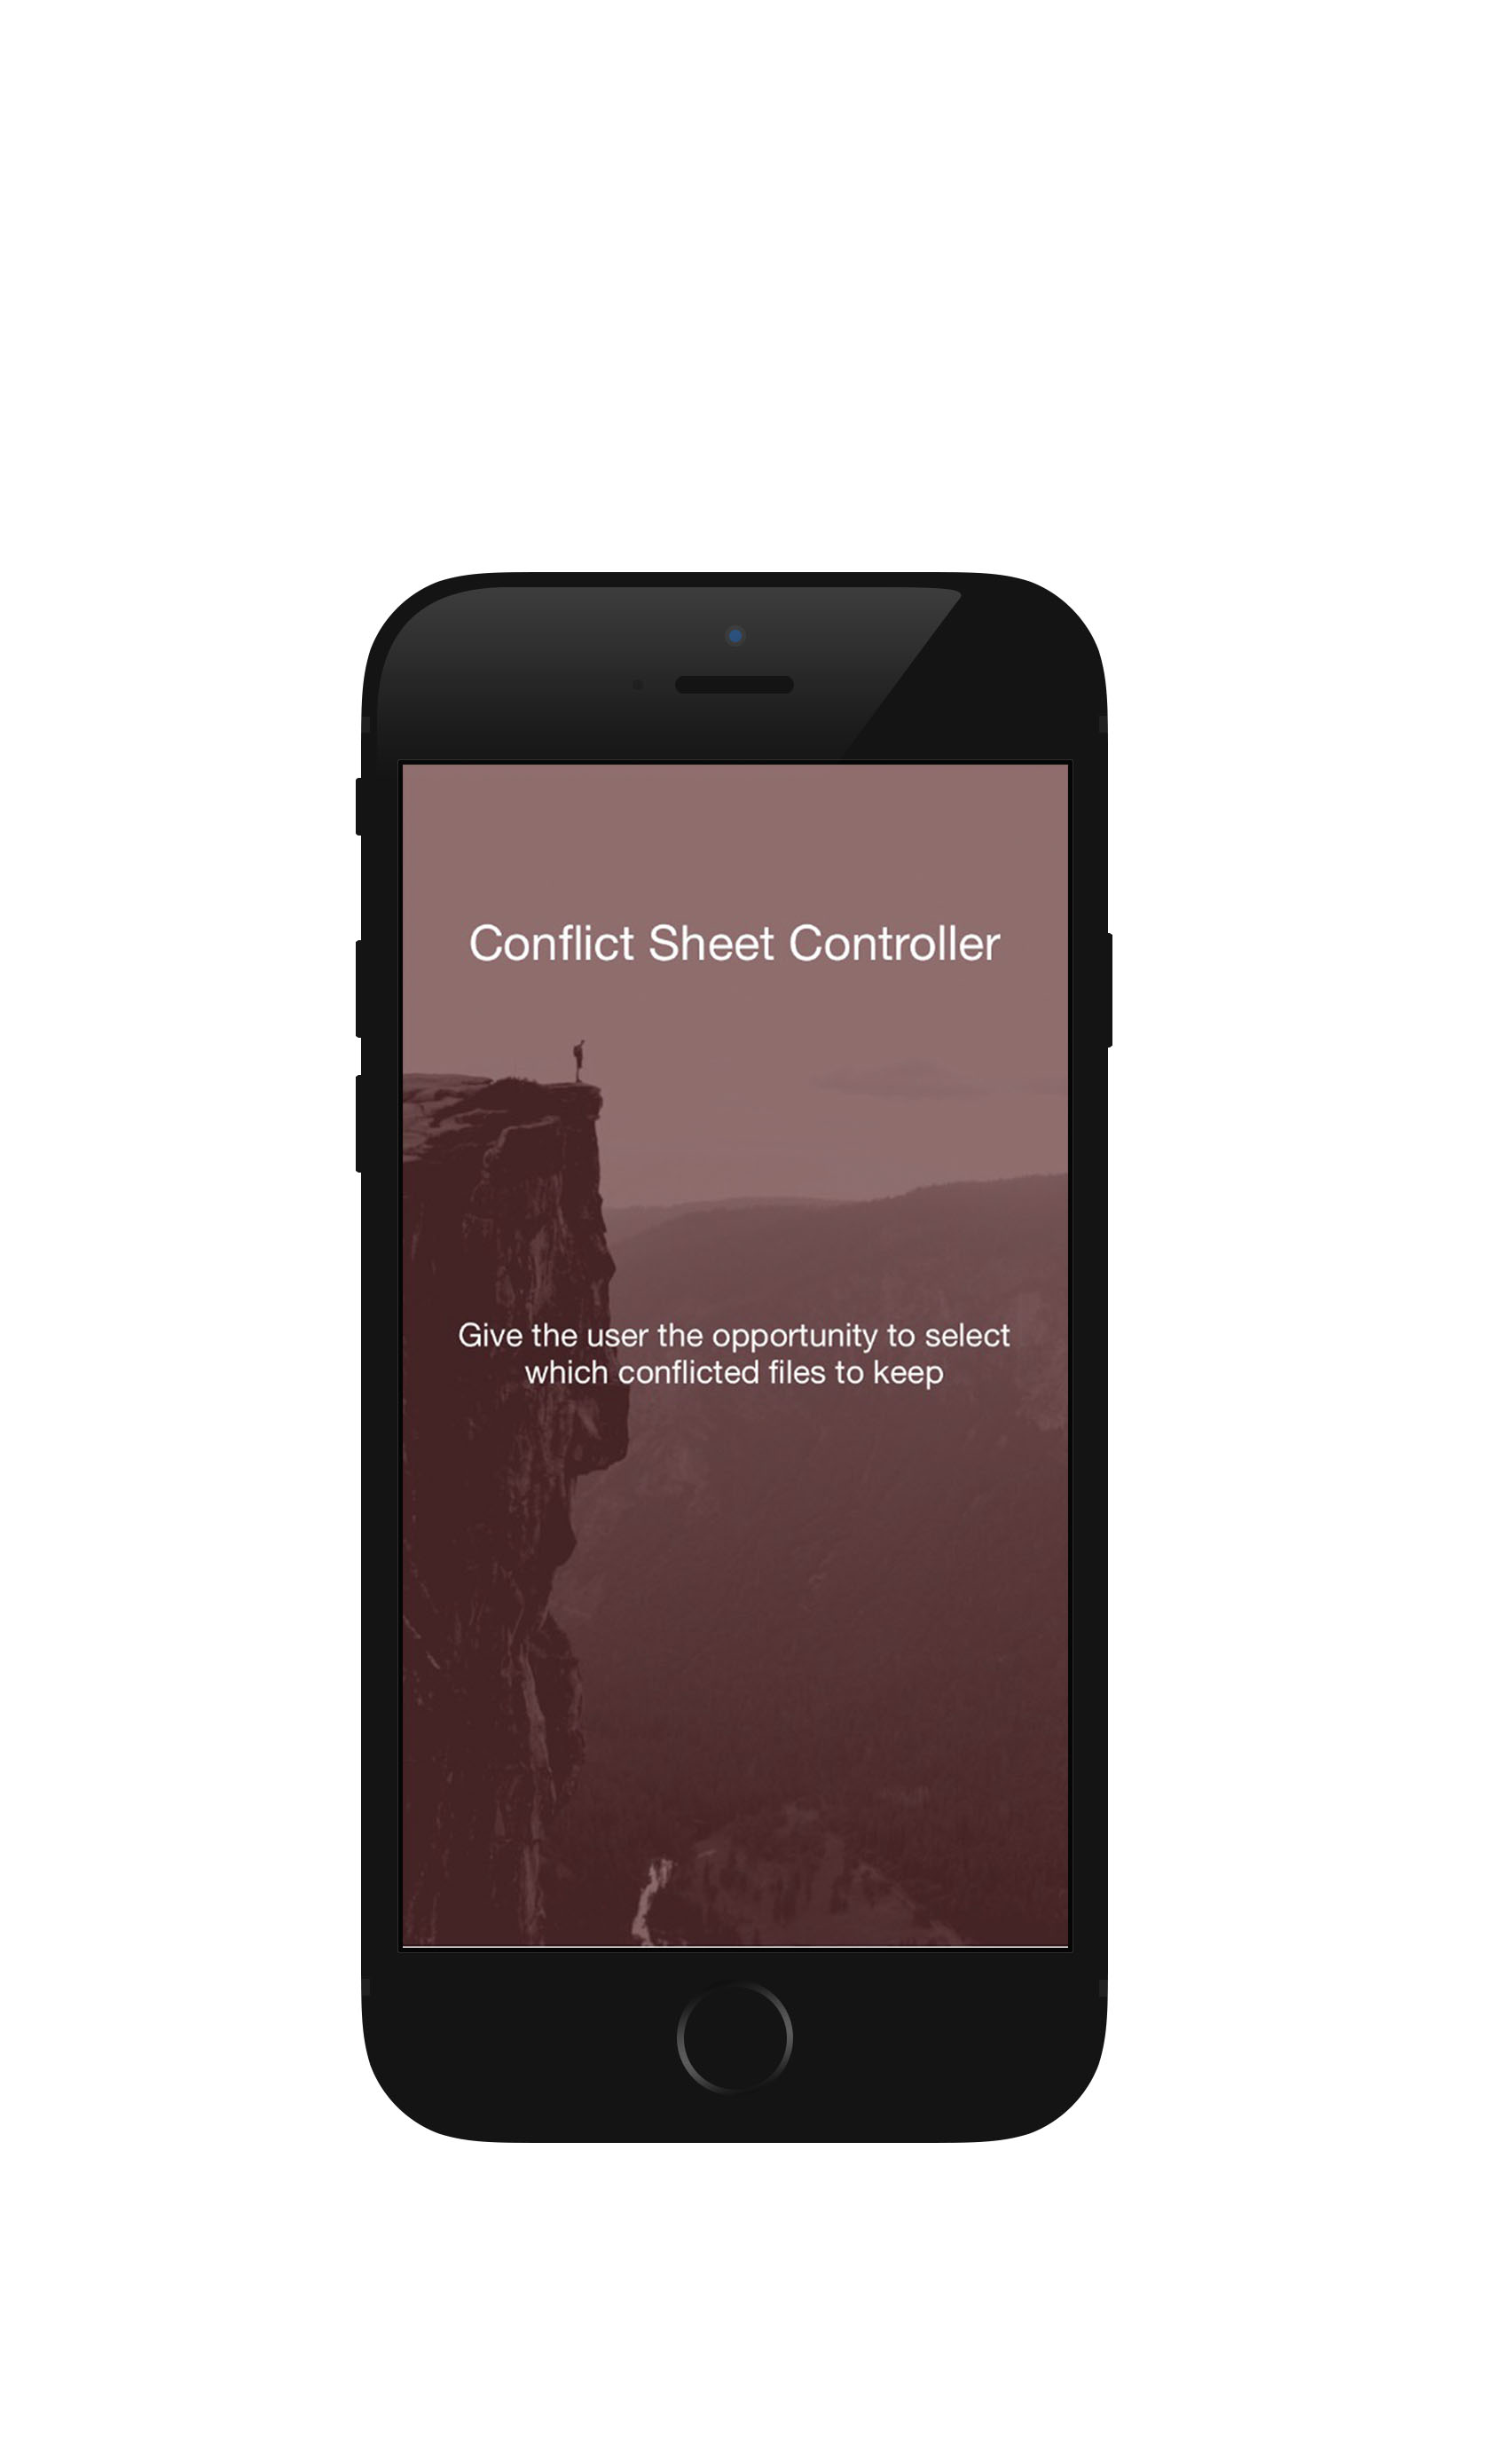 Conflict Sheet Controller
Give the user the opportunity to select
which conflicted files to keep